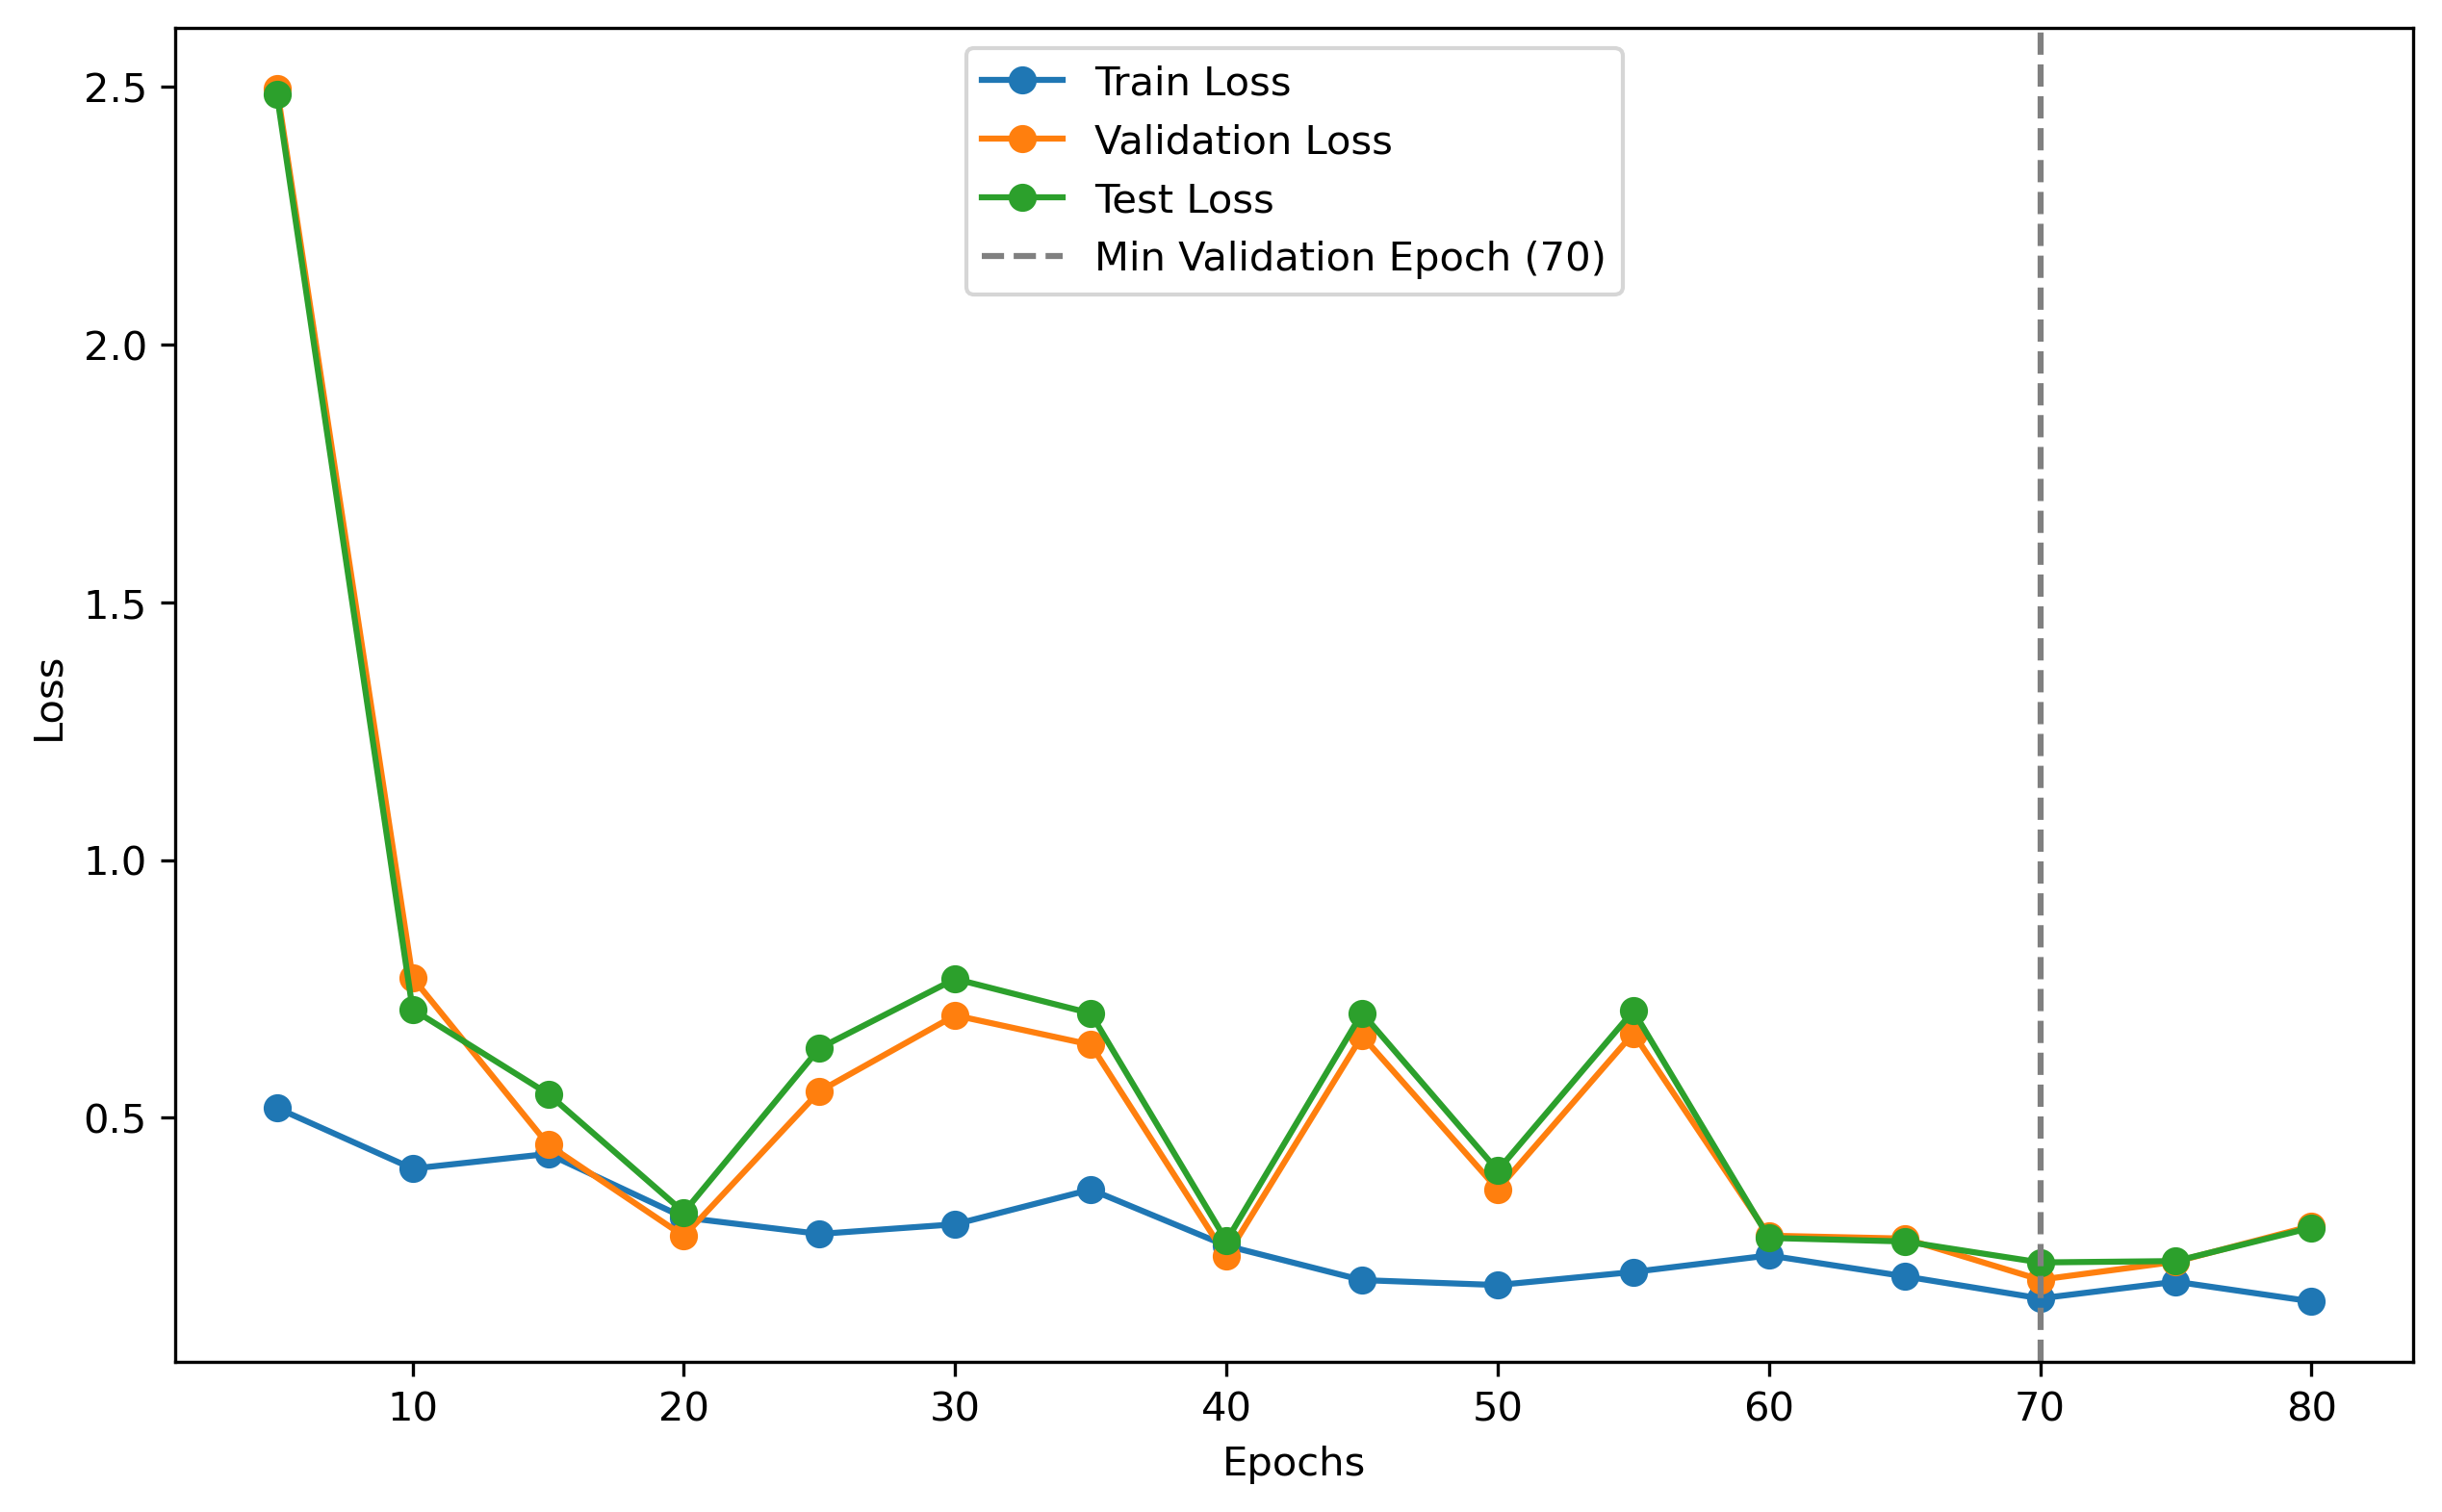 Train Loss
Validation Loss
Test Loss
Min Validation Epoch (70)
2.5
2.0
1.5
1.0
0.5
Loss
10 20 30 40 50 60 70 80
Epochs